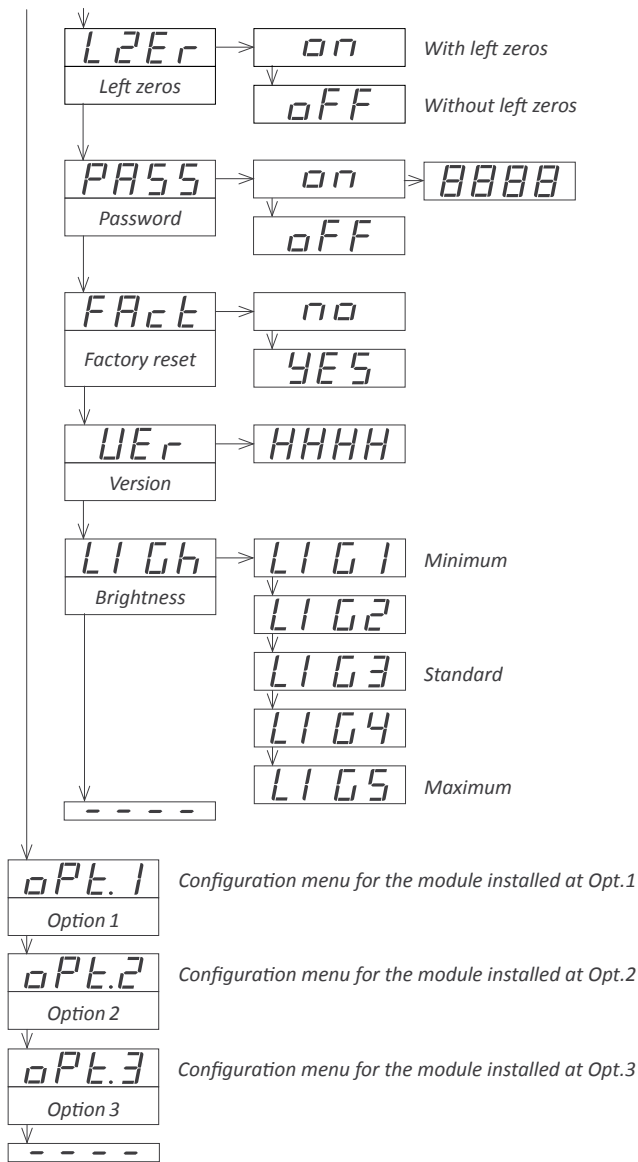 LZEr
on
With left zeros
Left zeros
oFF
Without left zeros
PASS
on
8888
Password
oFF
FAct
no
Factory reset
YES
VEr
HHHH
Version
LIGh
LIG1
Minimum
Brightness
LIG2
LIG3
Standard
LIG4
LIG5
Maximum
----
oPt.1
Configuration menu for the module installed at Opt.1
Option 1
oPt.2
Configuration menu for the module installed at Opt.2
Option 2
oPt.3
Configuration menu for the module installed at Opt.3
Option 3
----